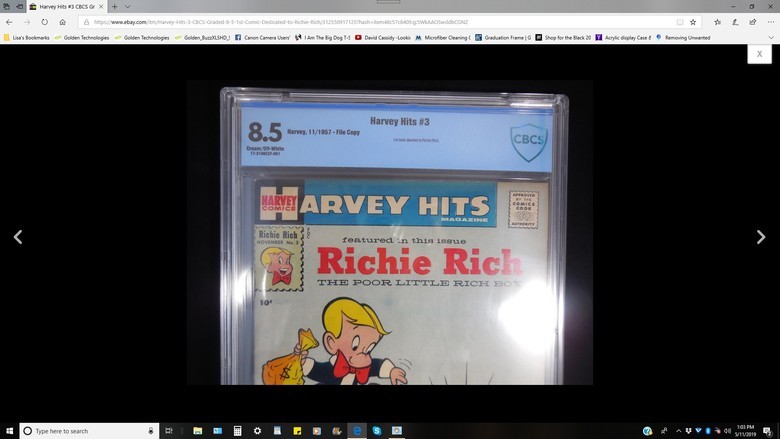 Harvey Hits #3 CBCS Gr
https://www.ebay.com/itm/Harvey-Hits-3-CBCS-Graded-8-5-1st-Comic-Dedicated-to-Richie-Rich/
Lisa's Bookmarks Golden Technologies Golden Technologies Golden_BuzzXLSHD_ Canon Camera Users' I Am The Big Dog T-S David Cassidy -Looki Microfiber Cleaning C Graduation Frame | G Shop for the Black 20 Acrylic display Case Removing Unwanted
X
8.5
Cream/Off-White
Harvey Hits #3
Harvey, 11/1957 - File Copy
CBCS
HARVEY
COMICS
HARVEY HITS
MAGAZINE
APPROVED
BY THE
COMICS
CODE
AUTHORITY
Richie Rich
NOVEMBER No. 3
featured in this issue
Richie Rich
THE POOR LITTLE RICH BOY
10¢
$
Type here to search
1:03 PM
5/11/2019